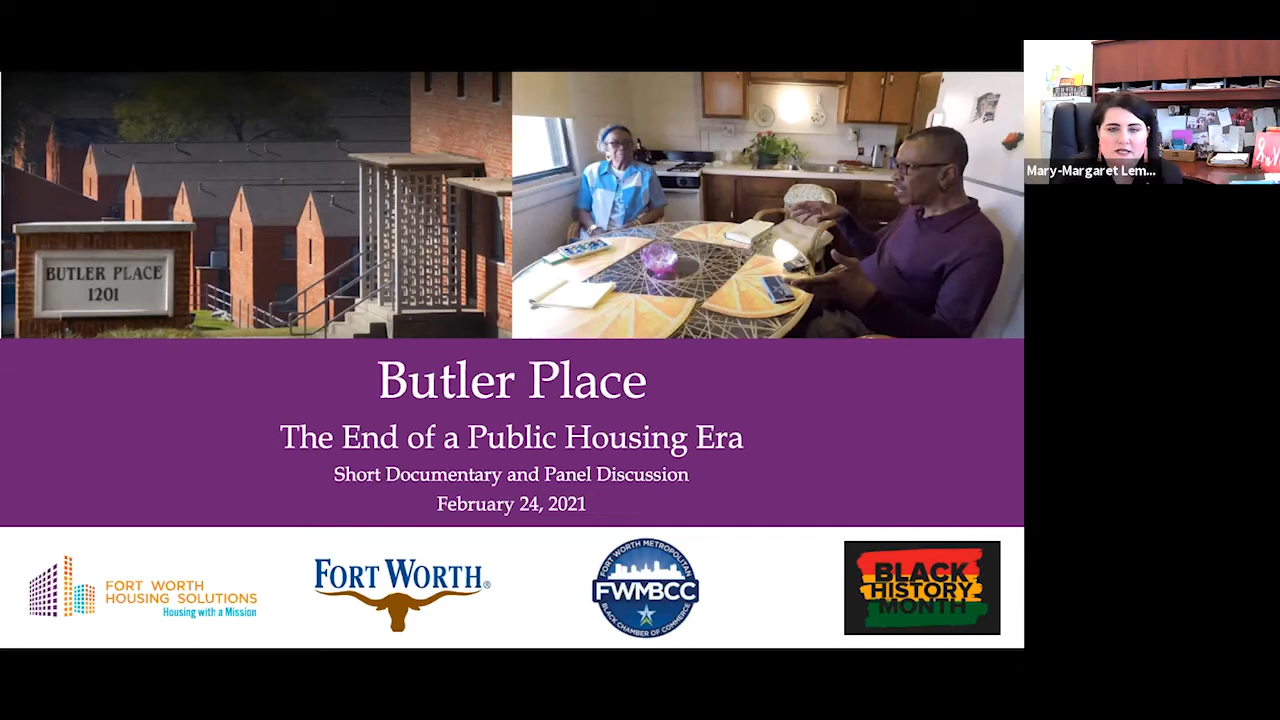 BUTLER PLACE
1201
Mary-Margaret Lem...
Butler Place
The End of a Public Housing Era
Short Documentary and Panel Discussion
February 24, 2021
FORT WORTH
HOUSING SOLUTIONS
Housing with a Mission
FORT WORTH®
FORT WORTH METROPOLITAN
FWMBCC
BLACK CHAMBER OF COMMERCE
BLACK
HISTORY
MONTH